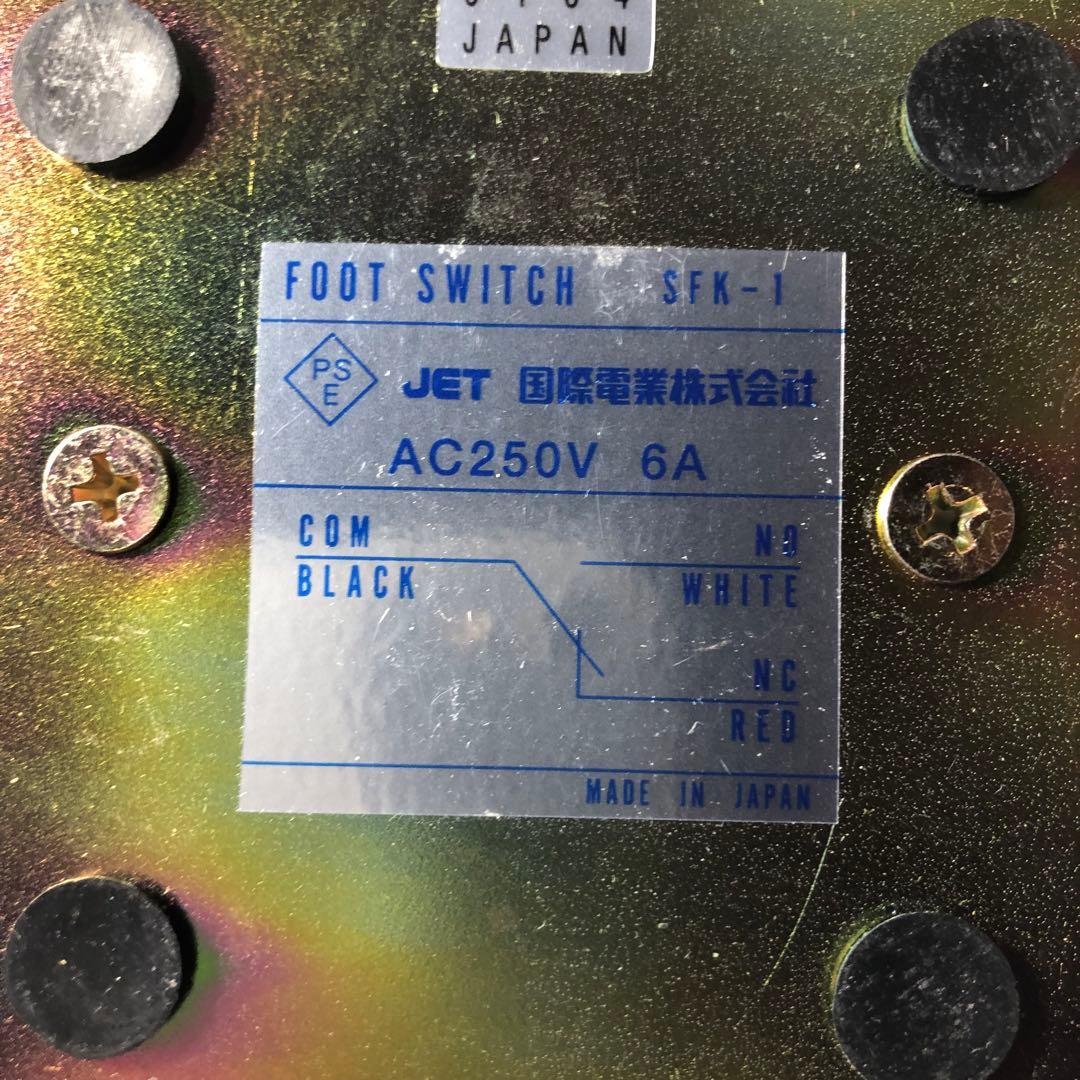 JAPAN
FOOT SWITCH SFK-1
PS
E
JET 国際電業株式会社
AC250V 6A
COM
BLACK
NO
WHITE
NC
RED
MADE IN JAPAN